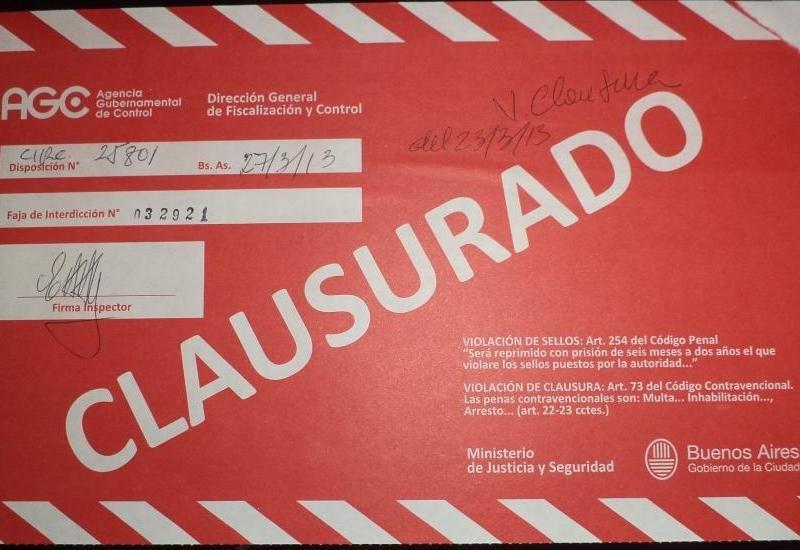 AGC Agencia
Gubernamental
de Control
Dirección General
de Fiscalización y Control
V. Clausura
del 23/3/13
Disposición N° 25801 Bs. As. 27/3/13
Faja de Interdicción N° 032921
Firma Inspector
CLAUSURADO
VIOLACIÓN DE SELLOS: Art. 254 del Código Penal
“Será reprimido con prisión de seis meses a dos años el que
violare los sellos puestos por la autoridad...”
VIOLACIÓN DE CLAUSURA: Art. 73 del Código Contravencional.
Las penas contravencionales son: Multa... Inhabilitación...,
Arresto... (art. 22-23 cctes.)
Ministerio
de Justicia y Seguridad
Buenos Aires
Gobierno de la Ciudad